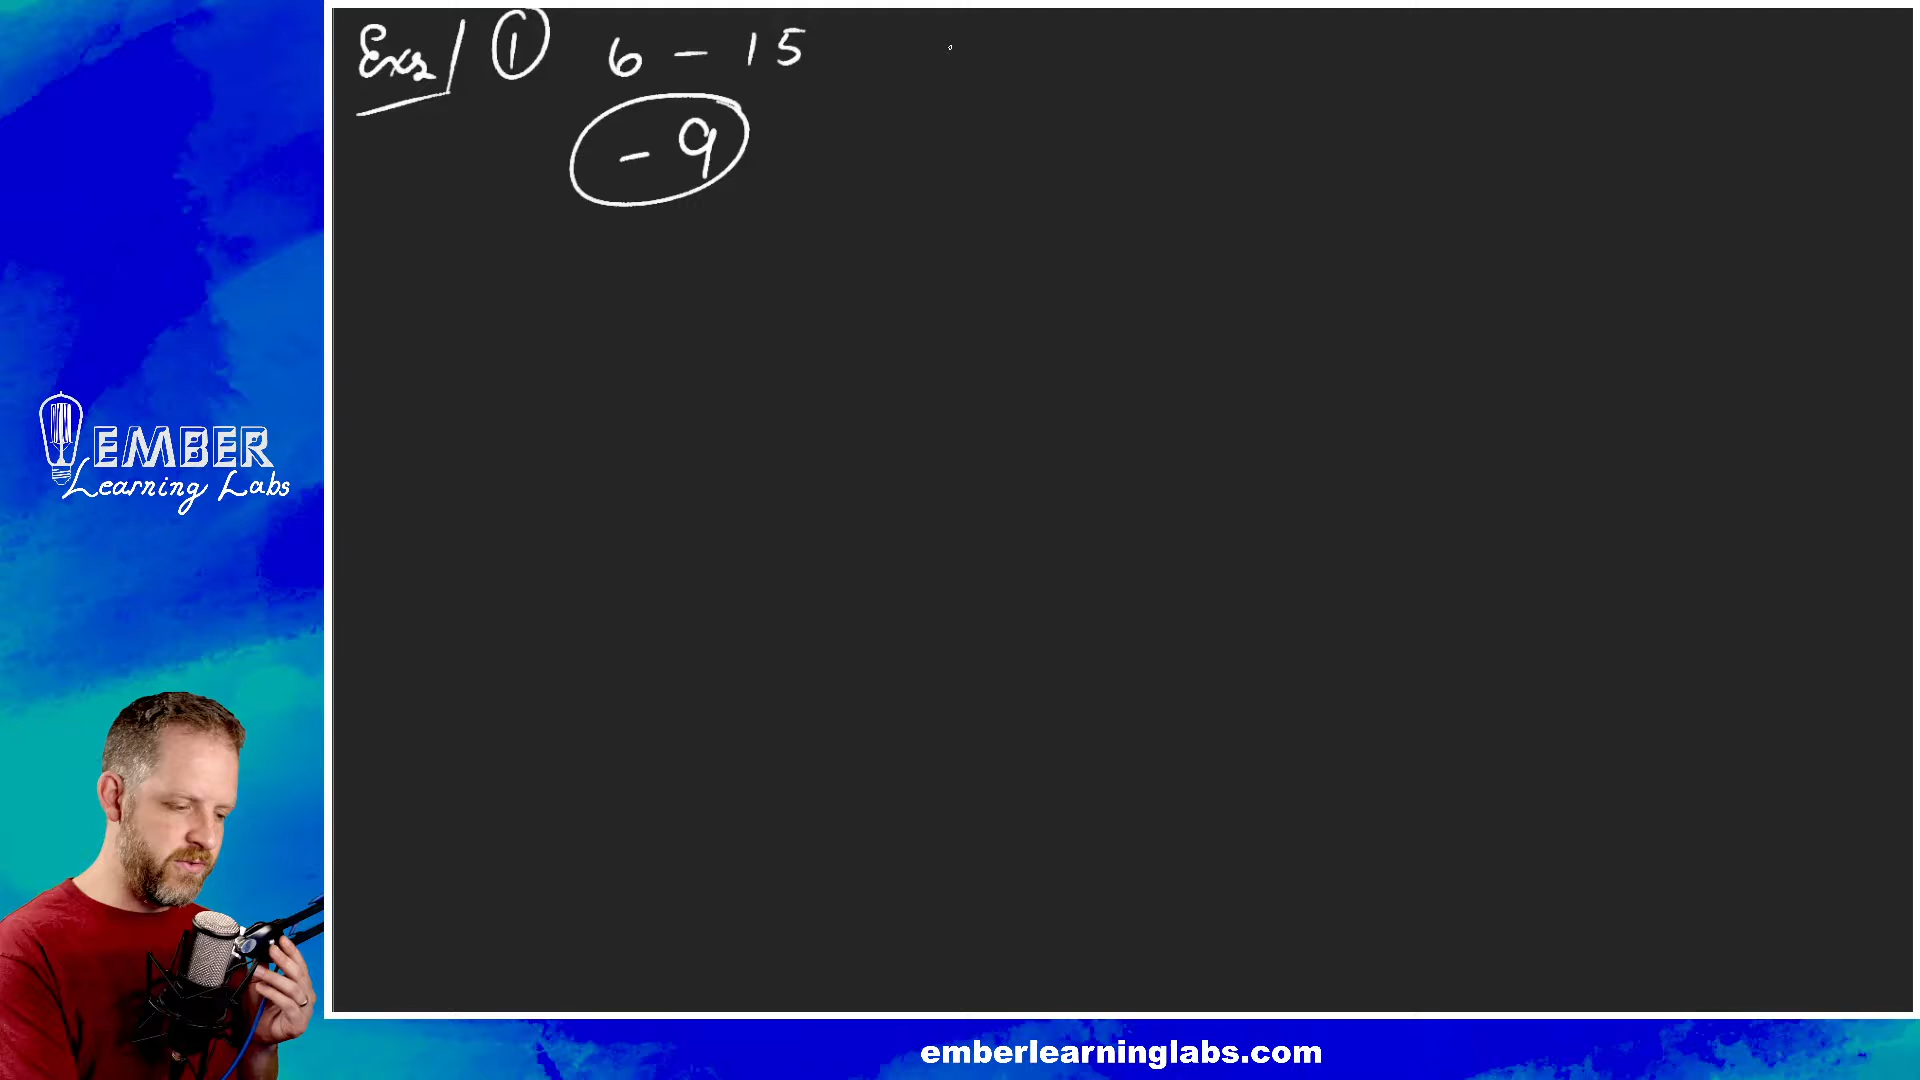 Exs/ ① 6 - 15
- 9
EMBER
Learning Labs
emberlearninglabs.com